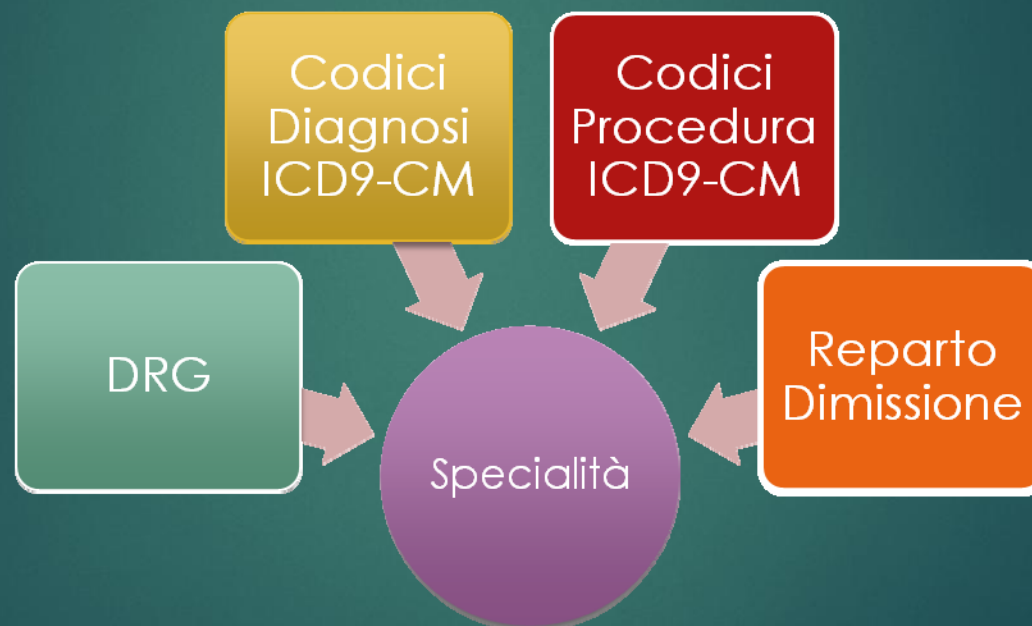 Codici
Diagnosi
ICD9-CM
Codici
Procedura
ICD9-CM
DRG
Reparto
Dimissione
Specialità